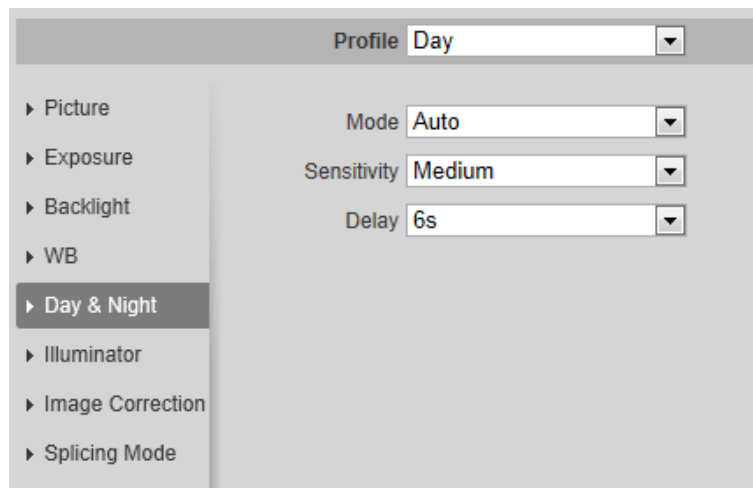 Profile Day
Picture
Mode Auto
Exposure
Sensitivity Medium
Backlight
Delay 6s
WB
Day & Night
Illuminator
Image Correction
Splicing Mode